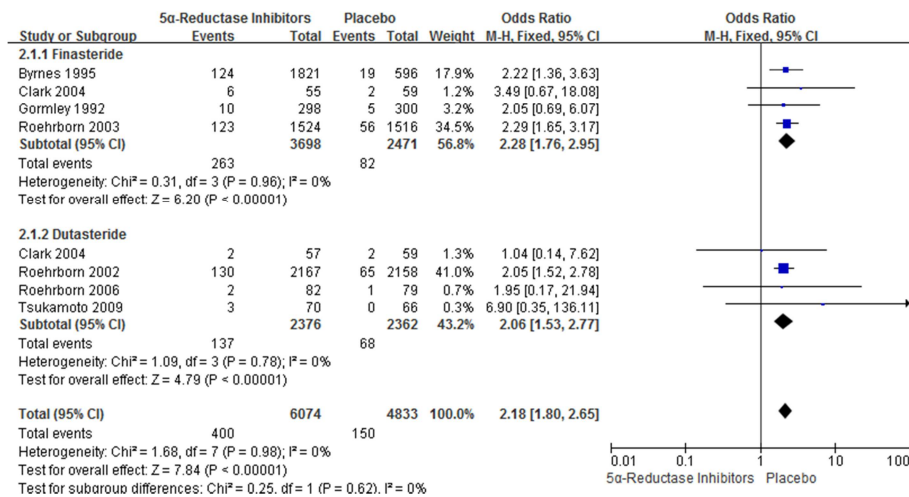 5α-Reductase Inhibitors Placebo Odds Ratio Odds Ratio
Study or Subgroup Events Total Events Total Weight M-H, Fixed, 95% CI M-H, Fixed, 95% CI
2.1.1 Finasteride
Byrnes 1995 124 1821 19 596 17.9% 2.22 [1.36, 3.63]
Clark 2004 6 55 2 59 1.2% 3.49 [0.67, 18.08]
Gormley 1992 10 298 5 300 3.2% 2.05 [0.69, 6.07]
Roehrborn 2003 123 1524 56 1516 34.5% 2.29 [1.65, 3.17]
Subtotal (95% CI) 3698 2471 56.8% 2.28 [1.76, 2.95]
Total events 263 82
Heterogeneity: Chi² = 0.31, df = 3 (P = 0.96); I² = 0%
Test for overall effect: Z = 6.20 (P < 0.00001)
2.1.2 Dutasteride
Clark 2004 2 57 2 59 1.3% 1.04 [0.14, 7.62]
Roehrborn 2002 130 2167 65 2158 41.0% 2.05 [1.52, 2.78]
Roehrborn 2006 2 82 1 79 0.7% 1.95 [0.17, 21.94]
Tsukamoto 2009 3 70 0 66 0.3% 6.90 [0.35, 136.11]
Subtotal (95% CI) 2376 2362 43.2% 2.06 [1.53, 2.77]
Total events 137 68
Heterogeneity: Chi² = 1.09, df = 3 (P = 0.78); I² = 0%
Test for overall effect: Z = 4.79 (P < 0.00001)
Total (95% CI) 6074 4833 100.0% 2.18 [1.80, 2.65]
Total events 400 150
Heterogeneity: Chi² = 1.68, df = 7 (P = 0.98); I² = 0%
Test for overall effect: Z = 7.84 (P < 0.00001)
Test for subgroup differences: Chi² = 0.25, df = 1 (P = 0.62), I² = 0%
0.01 0.1 1 10 100
5α-Reductase Inhibitors Placebo